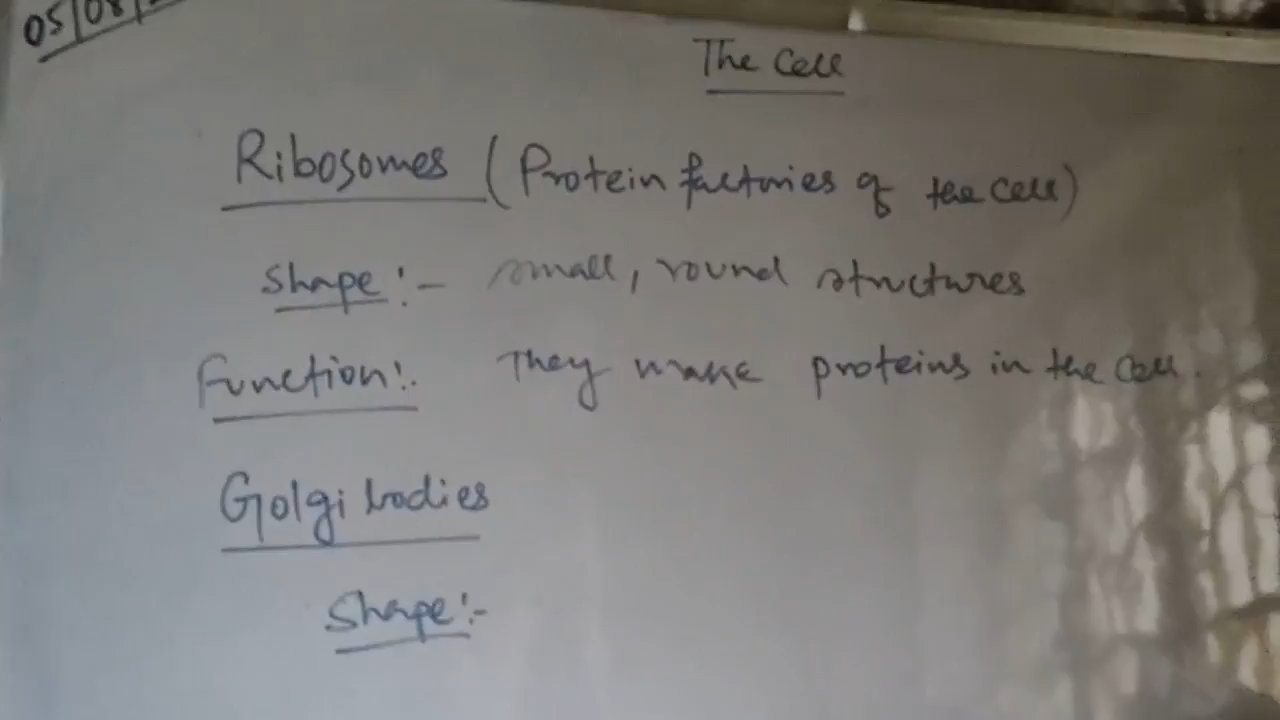 05/08/
The Cell
Ribosomes (Protein factories of the Cell)
Shape:- small, round structures
Function:. They make proteins in the Cell.
Golgi bodies
Shape:-